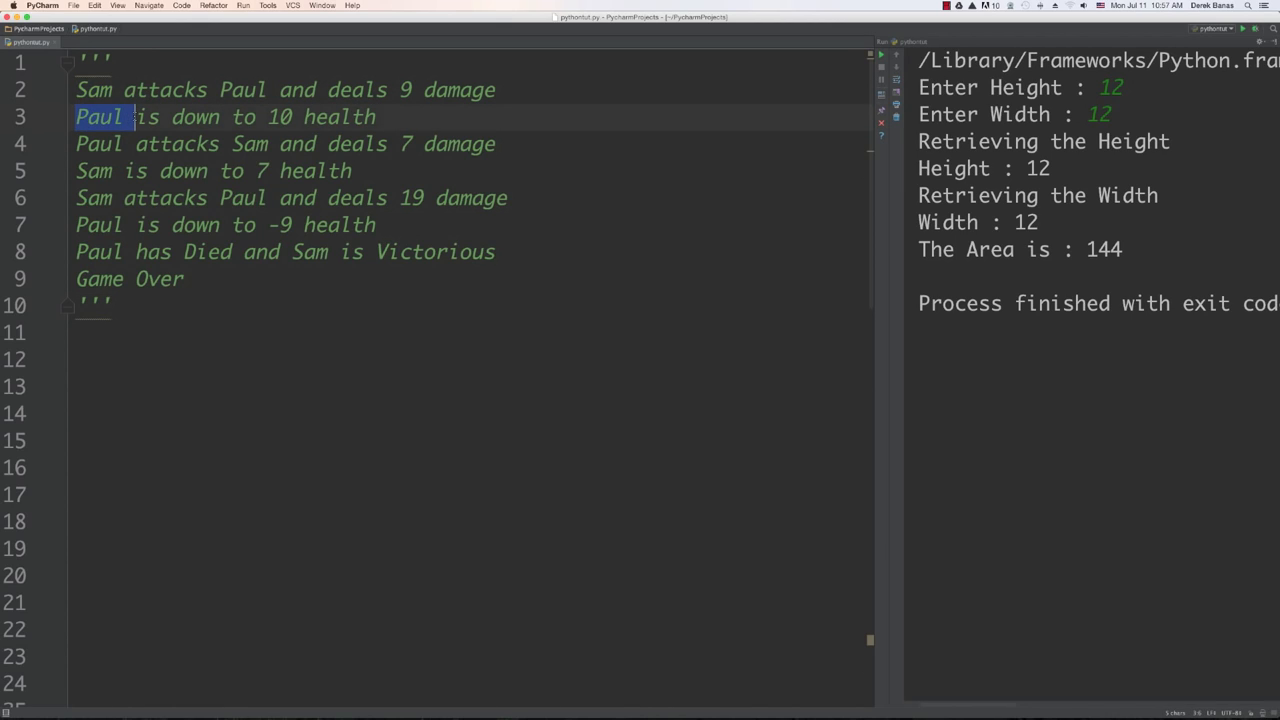 PyCharm File Edit View Navigate Code Refactor Run Tools VCS Window Help 10 Mon Jul 11 10:57 AM Derek Banas
pythontut.py - PycharmProjects - [~/PycharmProjects]
PycharmProjects pythontut.py pythontut
pythontut.py
Run pythontut
1 '''
2 Sam attacks Paul and deals 9 damage
3 Paul is down to 10 health
4 Paul attacks Sam and deals 7 damage
5 Sam is down to 7 health
6 Sam attacks Paul and deals 19 damage
7 Paul is down to -9 health
8 Paul has Died and Sam is Victorious
9 Game Over
10 '''
11
12
13
14
15
16
17
18
19
20
21
22
23
24
/Library/Frameworks/Python.fra
Enter Height : 12
Enter Width : 12
Retrieving the Height
Height : 12
Retrieving the Width
Width : 12
The Area is : 144
Process finished with exit cod
5 chars 3:6 LF≠ UTF-8≠